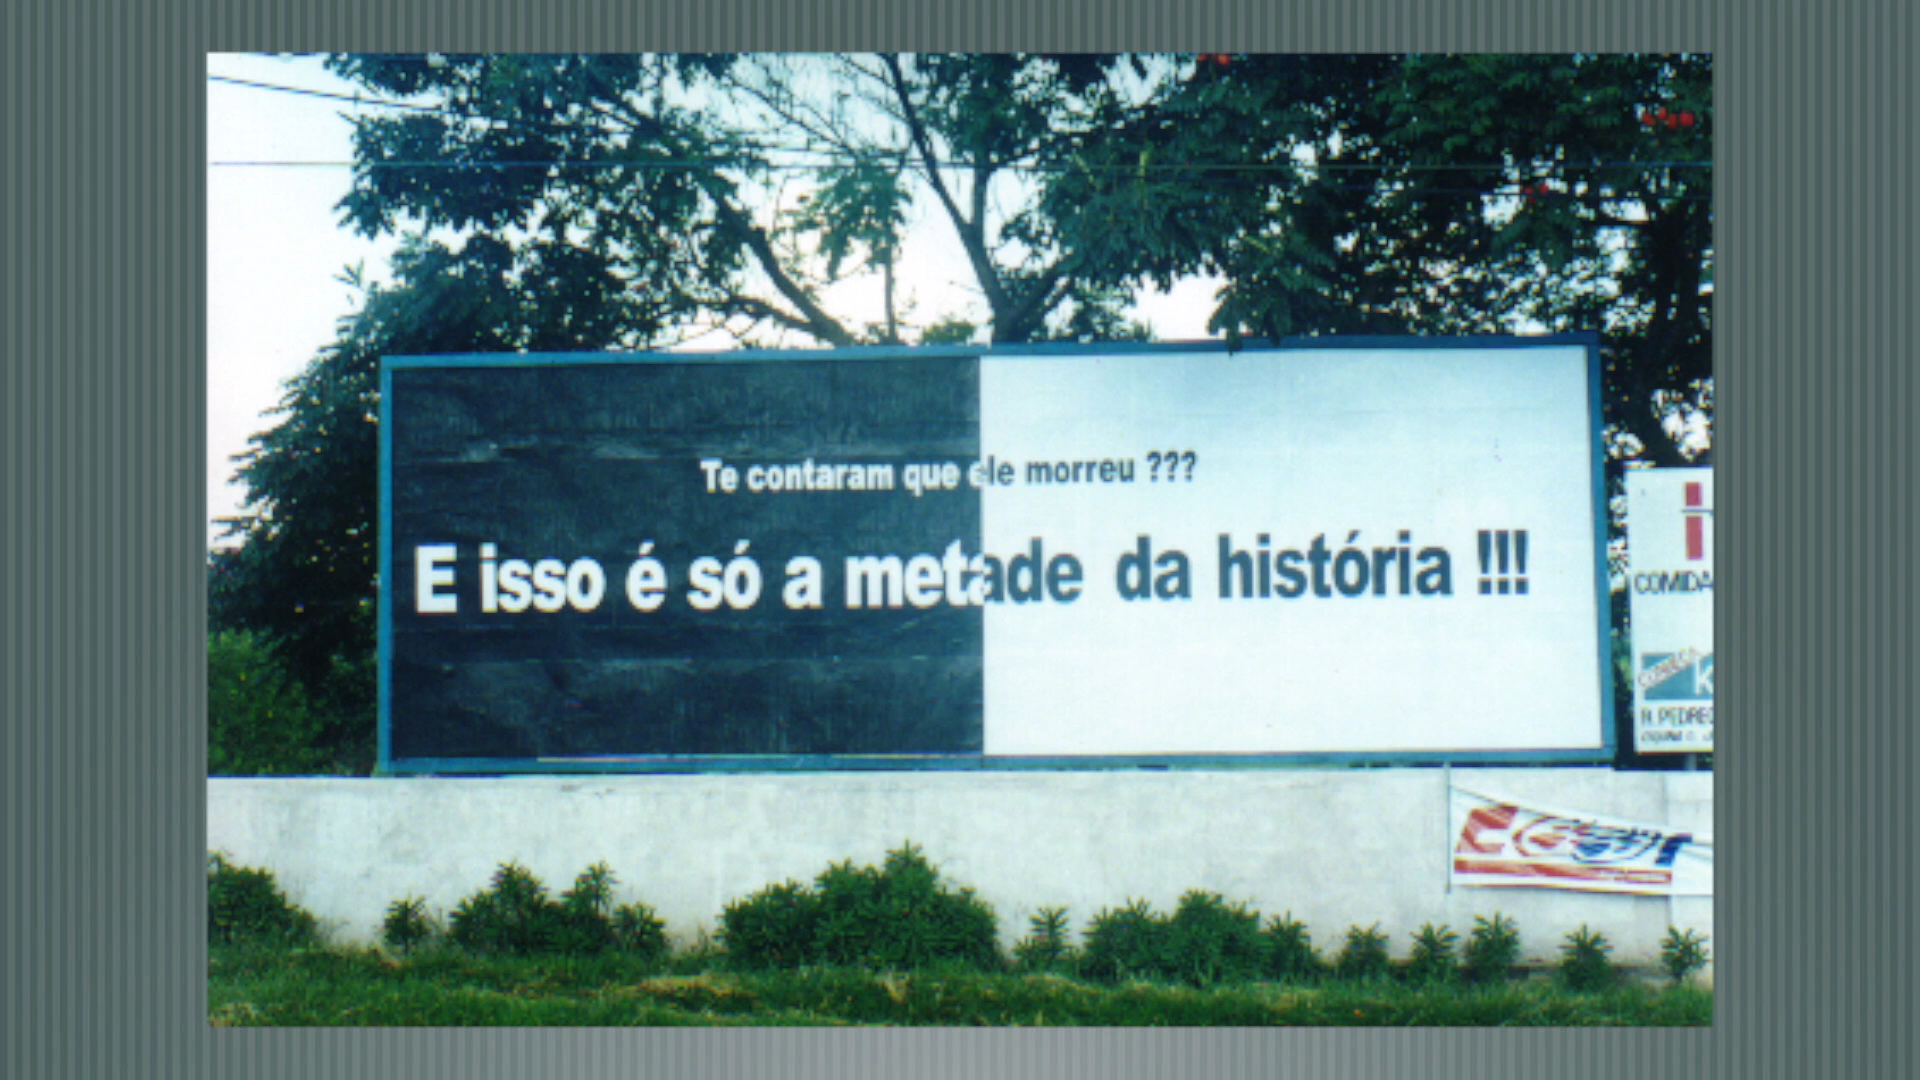 Te contaram que ele morreu ???
E isso é só a metade da história !!!
COMIDA